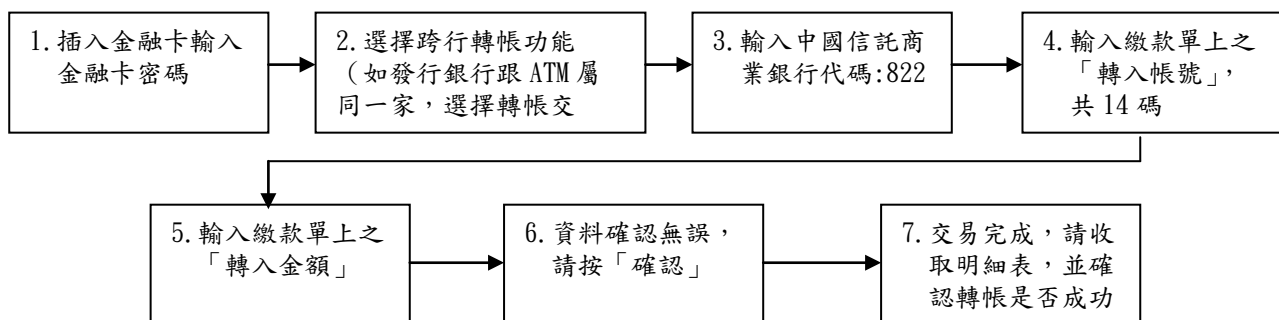 1.插入金融卡輸入
金融卡密碼
2.選擇跨行轉帳功能
（如發行銀行跟 ATM 屬
同一家，選擇轉帳交
3.輸入中國信託商
業銀行代碼:822
4.輸入繳款單上之
「轉入帳號」，
共 14 碼
5.輸入繳款單上之
「轉入金額」
6.資料確認無誤，
請按「確認」
7.交易完成，請收
取明細表，並確
認轉帳是否成功